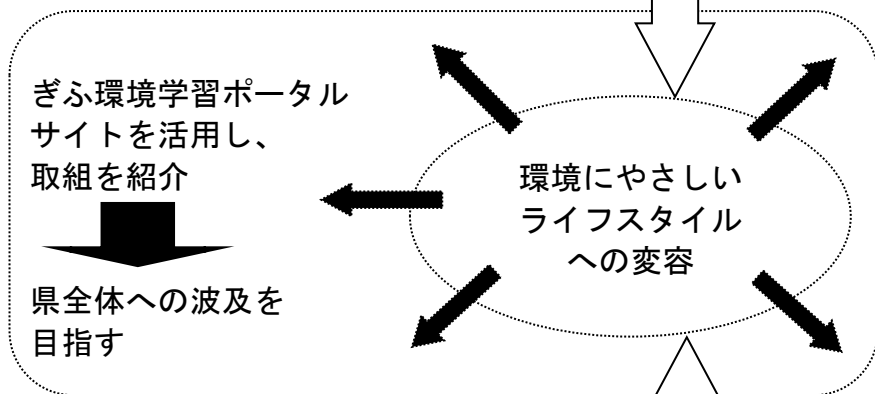 ぎふ環境学習ポータル
サイトを活用し、
取組を紹介
県全体への波及を
目指す
環境にやさしい
ライフスタイル
への変容